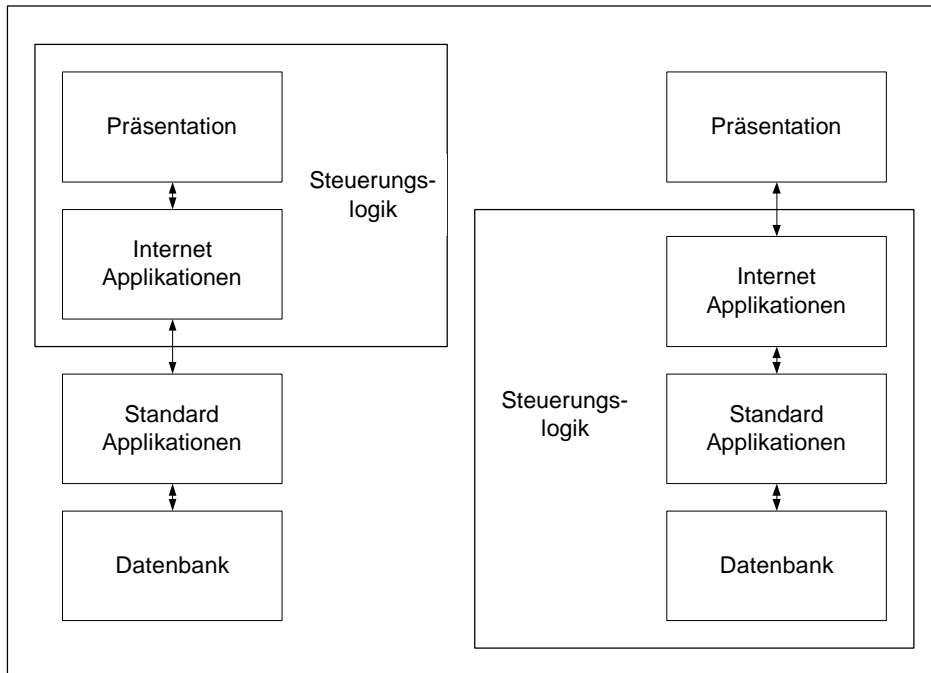 Präsentation
Steuerungs-
logik
Internet
Applikationen
Standard
Applikationen
Datenbank
Präsentation
Internet
Applikationen
Steuerungs-
logik
Standard
Applikationen
Datenbank